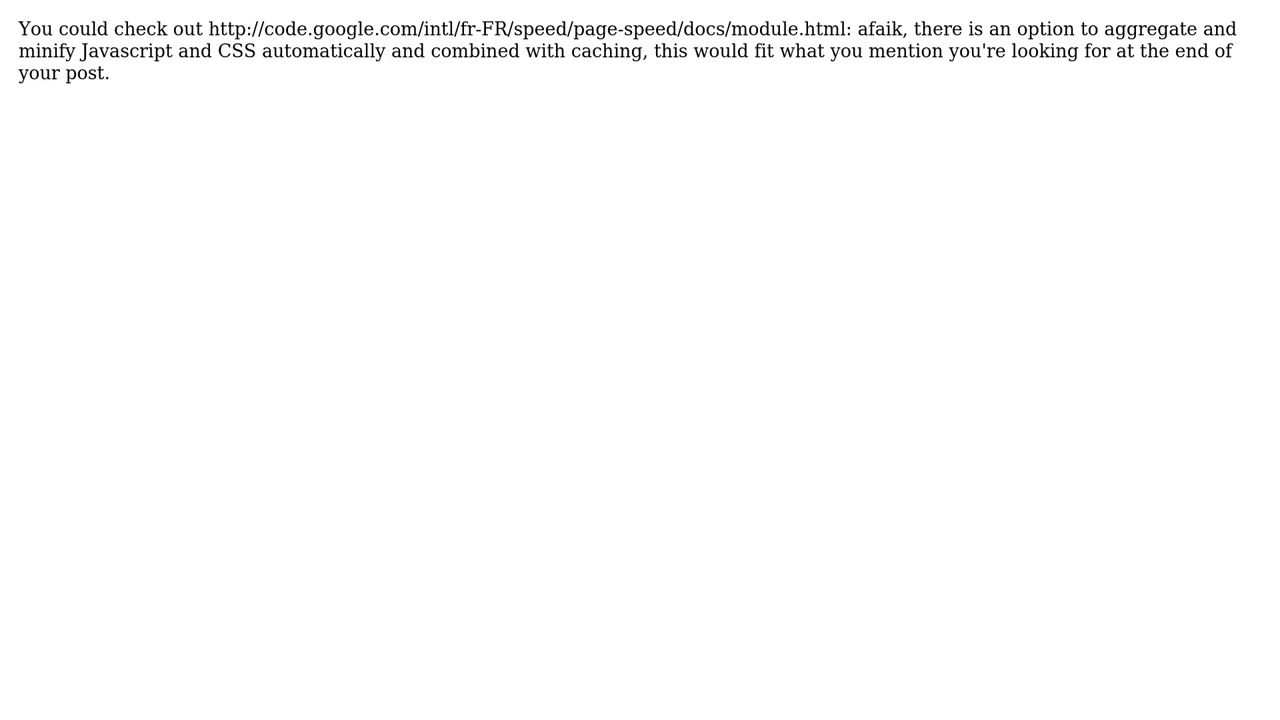 You could check out http://code.google.com/intl/fr-FR/speed/page-speed/docs/module.html: afaik, there is an option to aggregate and
minify Javascript and CSS automatically and combined with caching, this would fit what you mention you're looking for at the end of
your post.